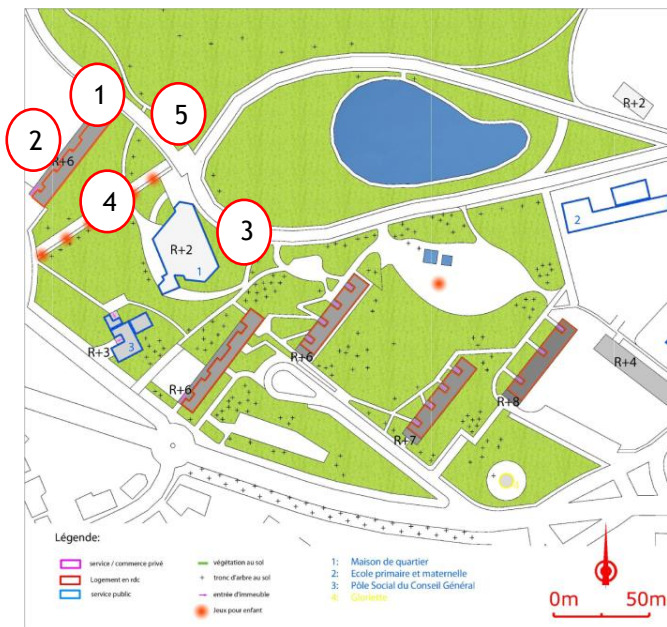 1
5
2
R+6
4
3
R+2
R+2
1
2
3
R+3
R+6
R+6
R+4
R+8
R+7
4
Légende:
service / commerce privé
Logement en rdc
service public
végétation au sol
tronc d'arbre au sol
entrée d'immeuble
Jeux pour enfant
1: Maison de quartier
2: Ecole primaire et maternelle
3: Pôle Social du Conseil Général
4: Gloriette
0m 50m